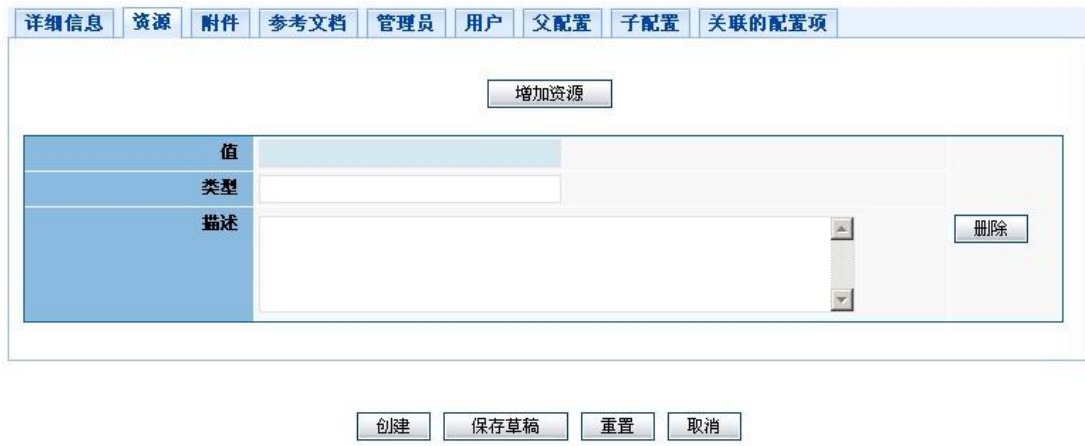 详细信息 资源 附件 参考文档 管理员 用户 父配置 子配置 关联的配置项
增加资源
值
类型
描述
删除
创建 保存草稿 重置 取消